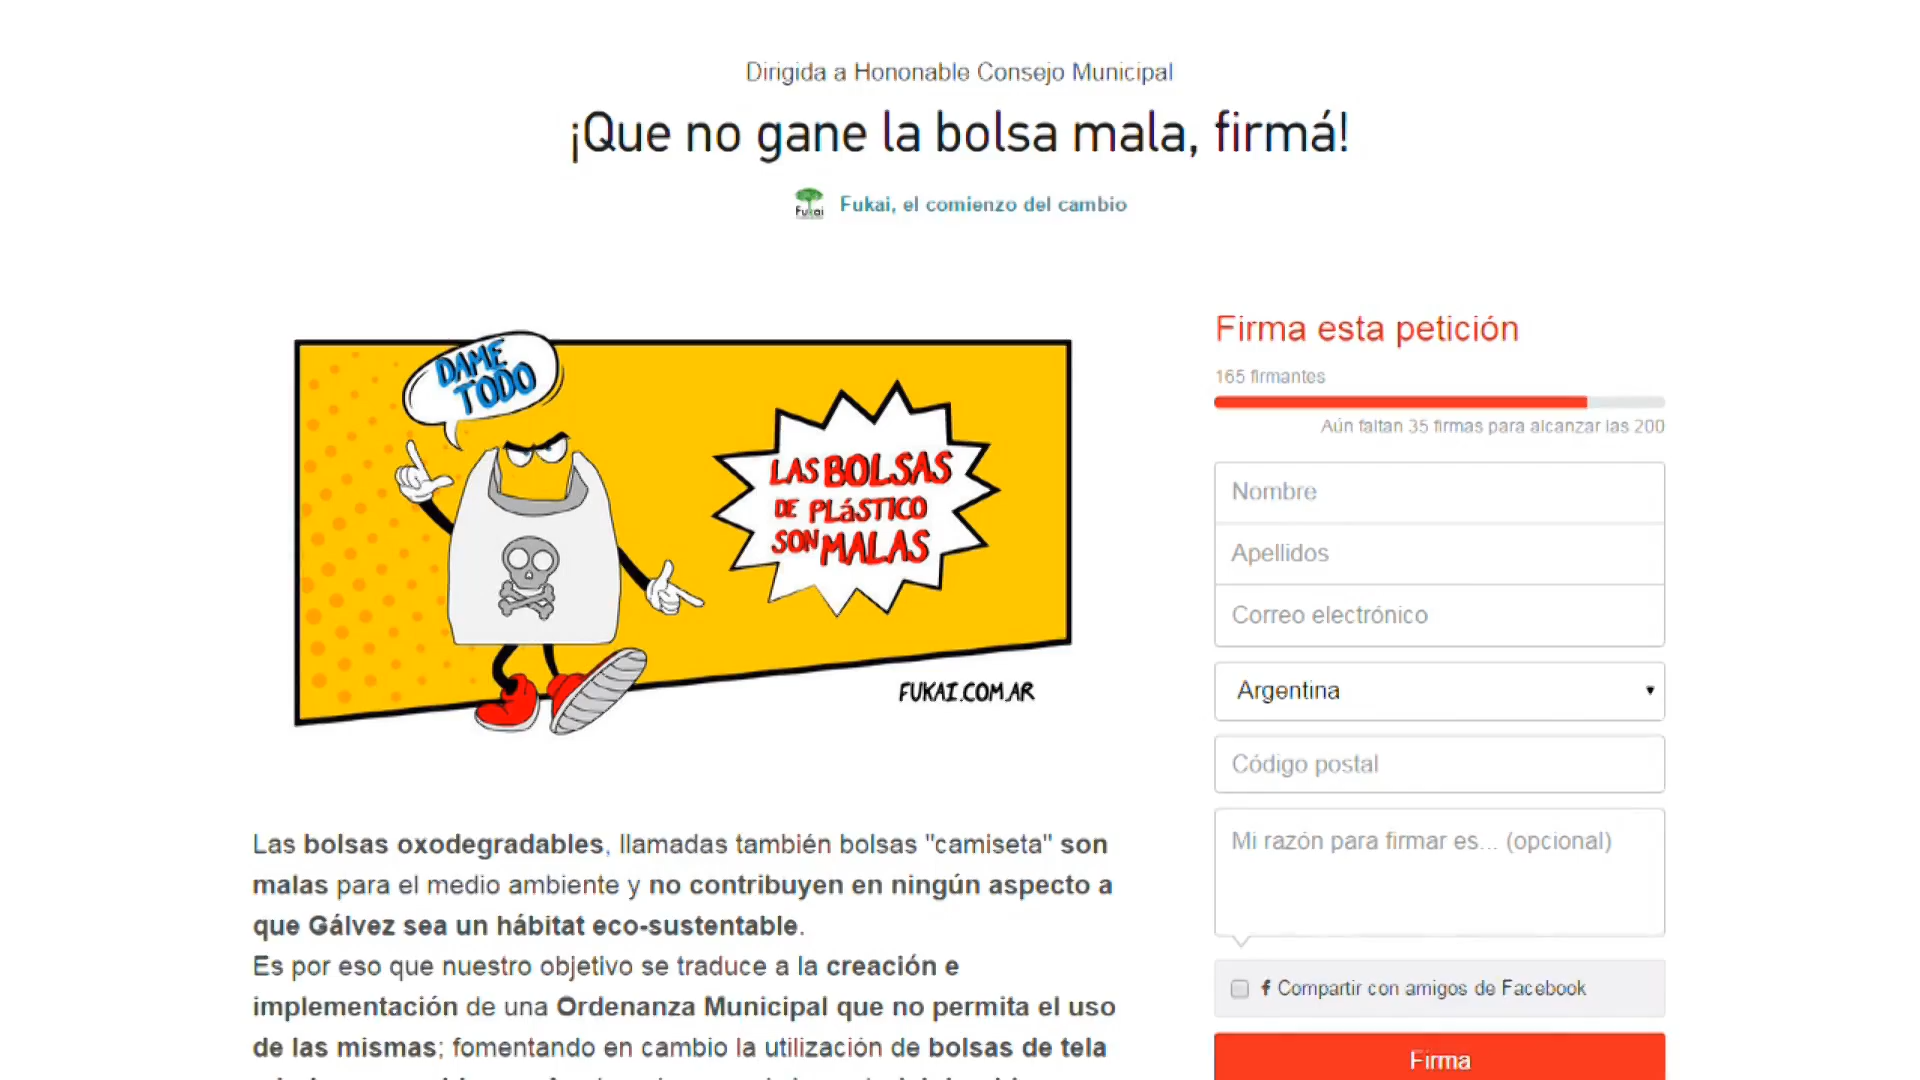 Dirigida a Hononable Consejo Municipal
¡Que no gane la bolsa mala, firmá!
Fukai
Fukai, el comienzo del cambio
DAME
TODO
LAS BOLSAS
DE PLáSTICO
SON MALAS
FUKAI.COM.AR
Las bolsas oxodegradables, llamadas también bolsas "camiseta" son
malas para el medio ambiente y no contribuyen en ningún aspecto a
que Gálvez sea un hábitat eco-sustentable.
Es por eso que nuestro objetivo se traduce a la creación e
implementación de una Ordenanza Municipal que no permita el uso
de las mismas; fomentando en cambio la utilización de bolsas de tela
Firma esta petición
165 firmantes
Aún faltan 35 firmas para alcanzar las 200
Nombre
Apellidos
Correo electrónico
Argentina
Código postal
Mi razón para firmar es... (opcional)
f Compartir con amigos de Facebook
Firma